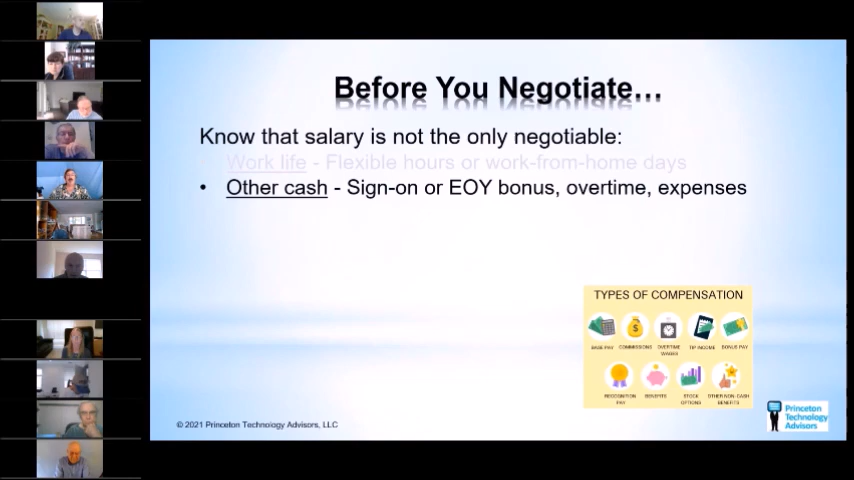 Before You Negotiate…
Know that salary is not the only negotiable:
Work life - Flexible hours or work-from-home days
• Other cash - Sign-on or EOY bonus, overtime, expenses
TYPES OF COMPENSATION
BASE PAY COMMISSIONS OVERTIME WAGES TIP INCOME BONUS PAY
RECOGNITION PAY BENEFITS STOCK OPTIONS OTHER NON-CASH BENEFITS
© 2021 Princeton Technology Advisors, LLC
Princeton
Technology
Advisors